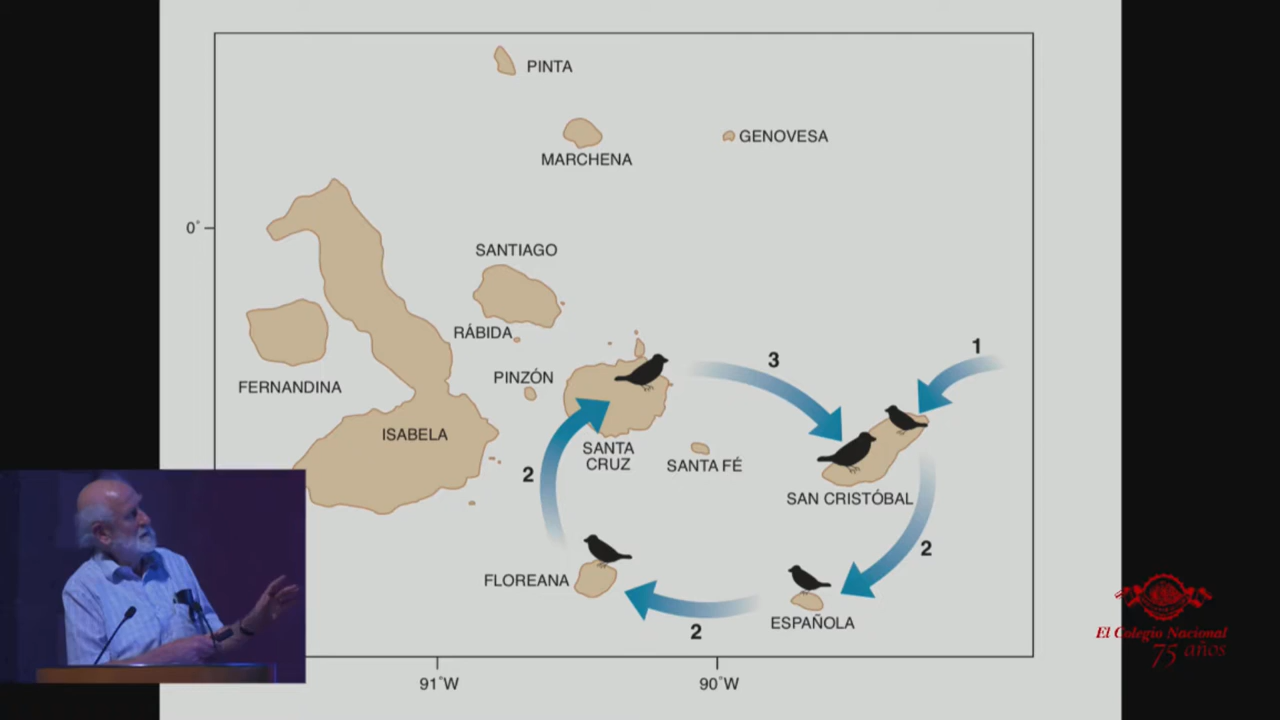 PINTA
GENOVESA
MARCHENA
0°
SANTIAGO
RÁBIDA
3
1
PINZÓN
FERNANDINA
ISABELA
SANTA
CRUZ
SANTA FÉ
2
SAN CRISTÓBAL
2
FLOREANA
ESPAÑOLA
2
91°W
90°W
El Colegio Nacional
75 años